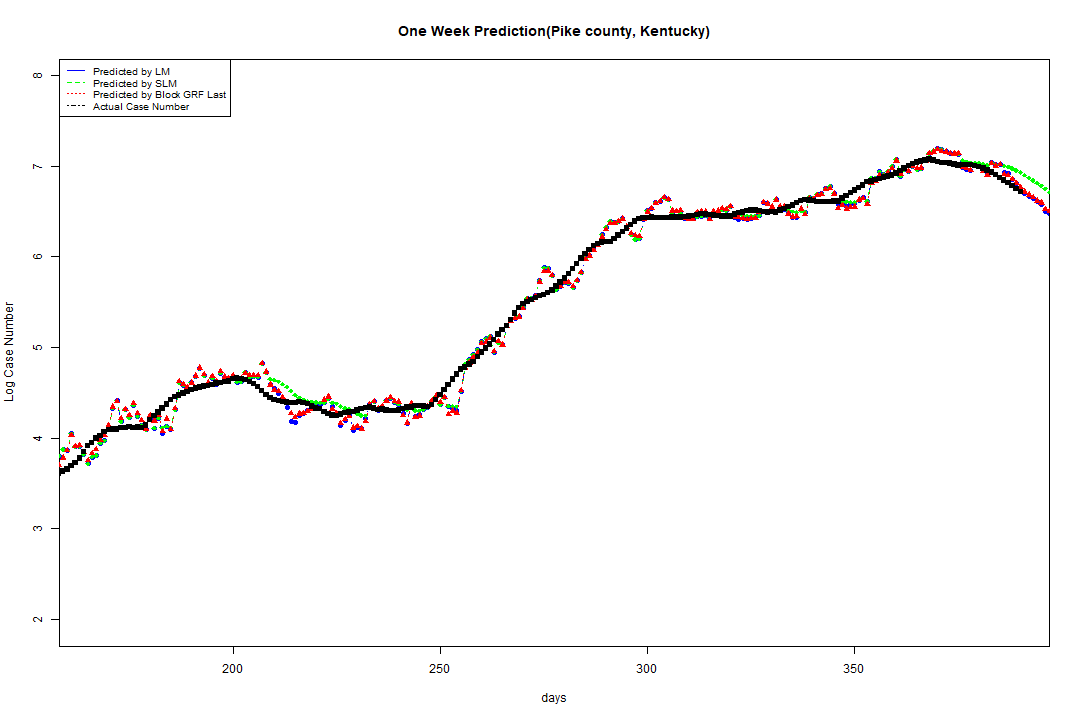 One Week Prediction(Pike county, Kentucky)
Predicted by LM
Predicted by SLM
Predicted by Block GRF Last
Actual Case Number
8
7
6
5
4
3
2
Log Case Number
200 250 300 350
days